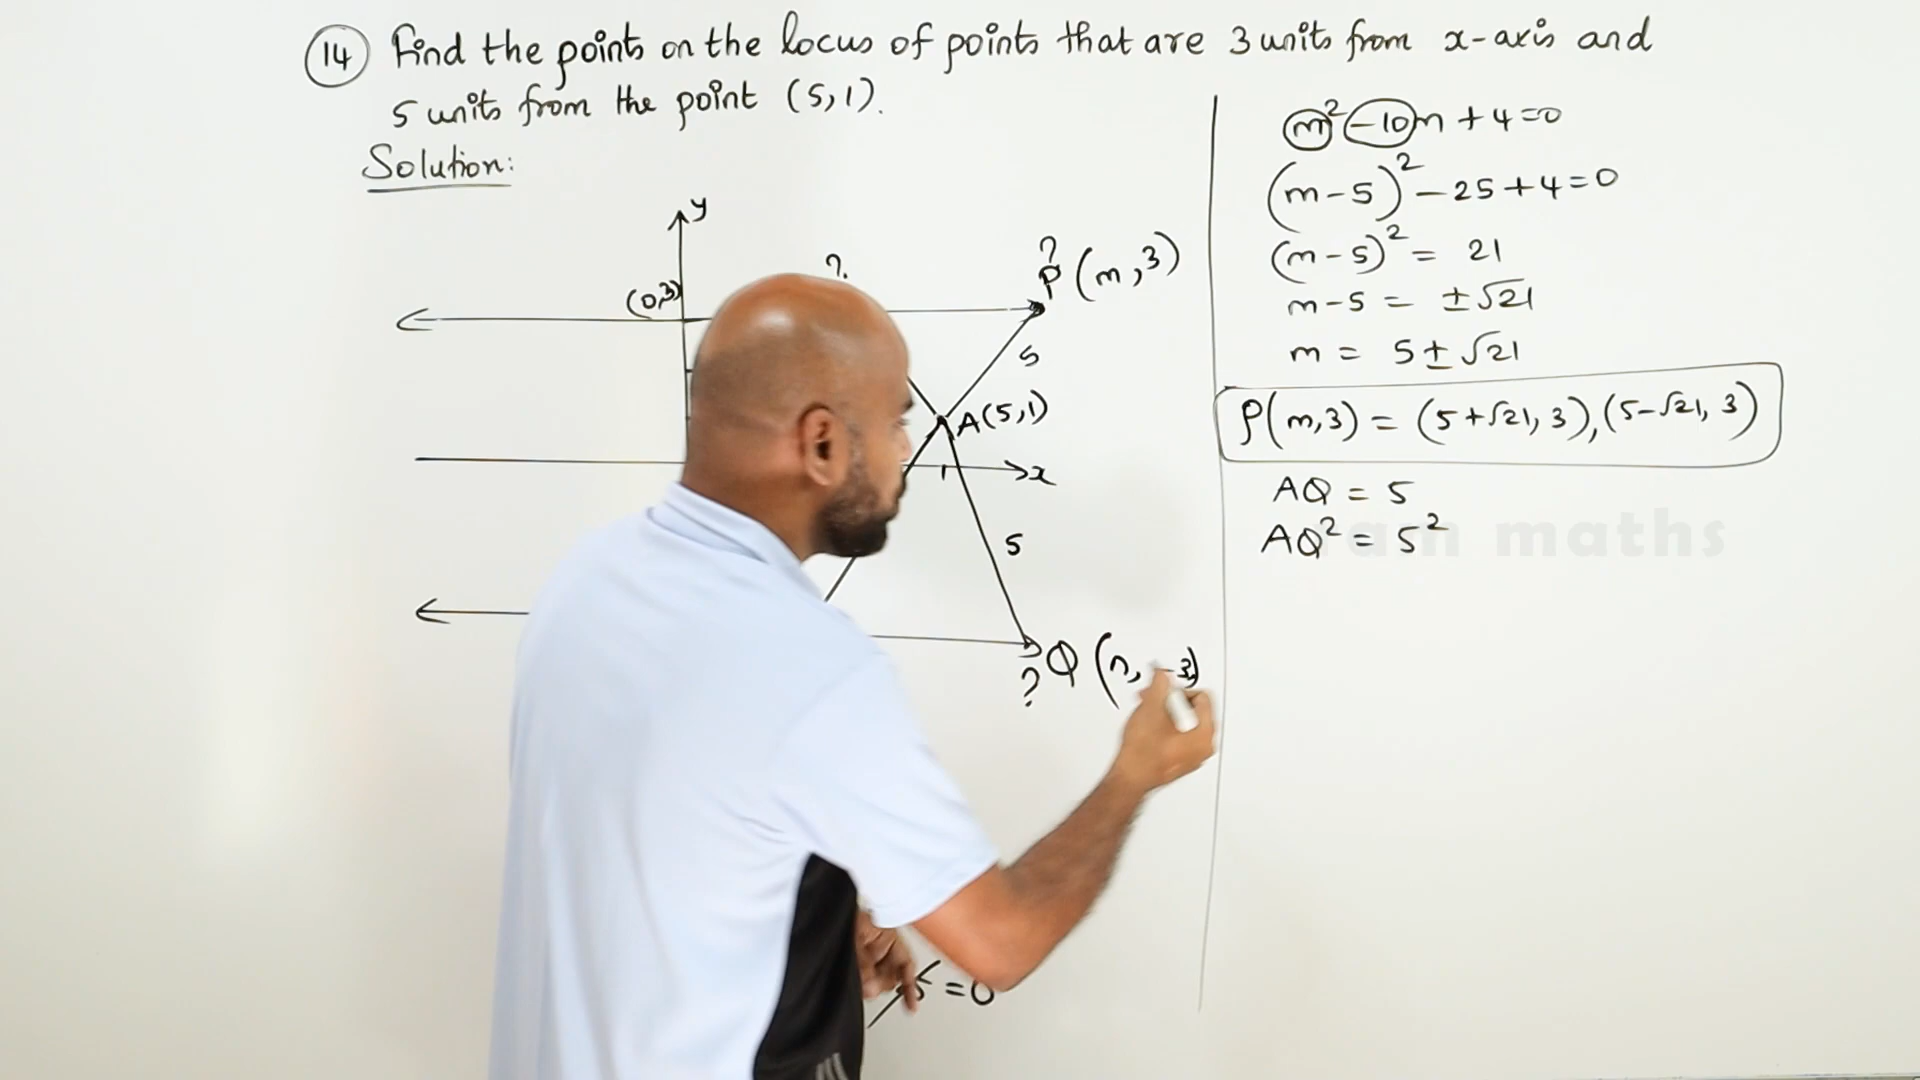 14 Find the points on the locus of points that are 3 units from x-axis and
5 units from the point (5,1).
Solution:
y
(0,3)
?
?
P(m,3)
5
A(5,1)
x
5
Q(n,-3)
?
5=0
m²-10m+4=0
(m-5)²-25+4=0
(m-5)²=21
m-5=±√21
m=5±√21
P(m,3)=(5+√21,3),(5-√21,3)
AQ=5
AQ²=5²
am maths